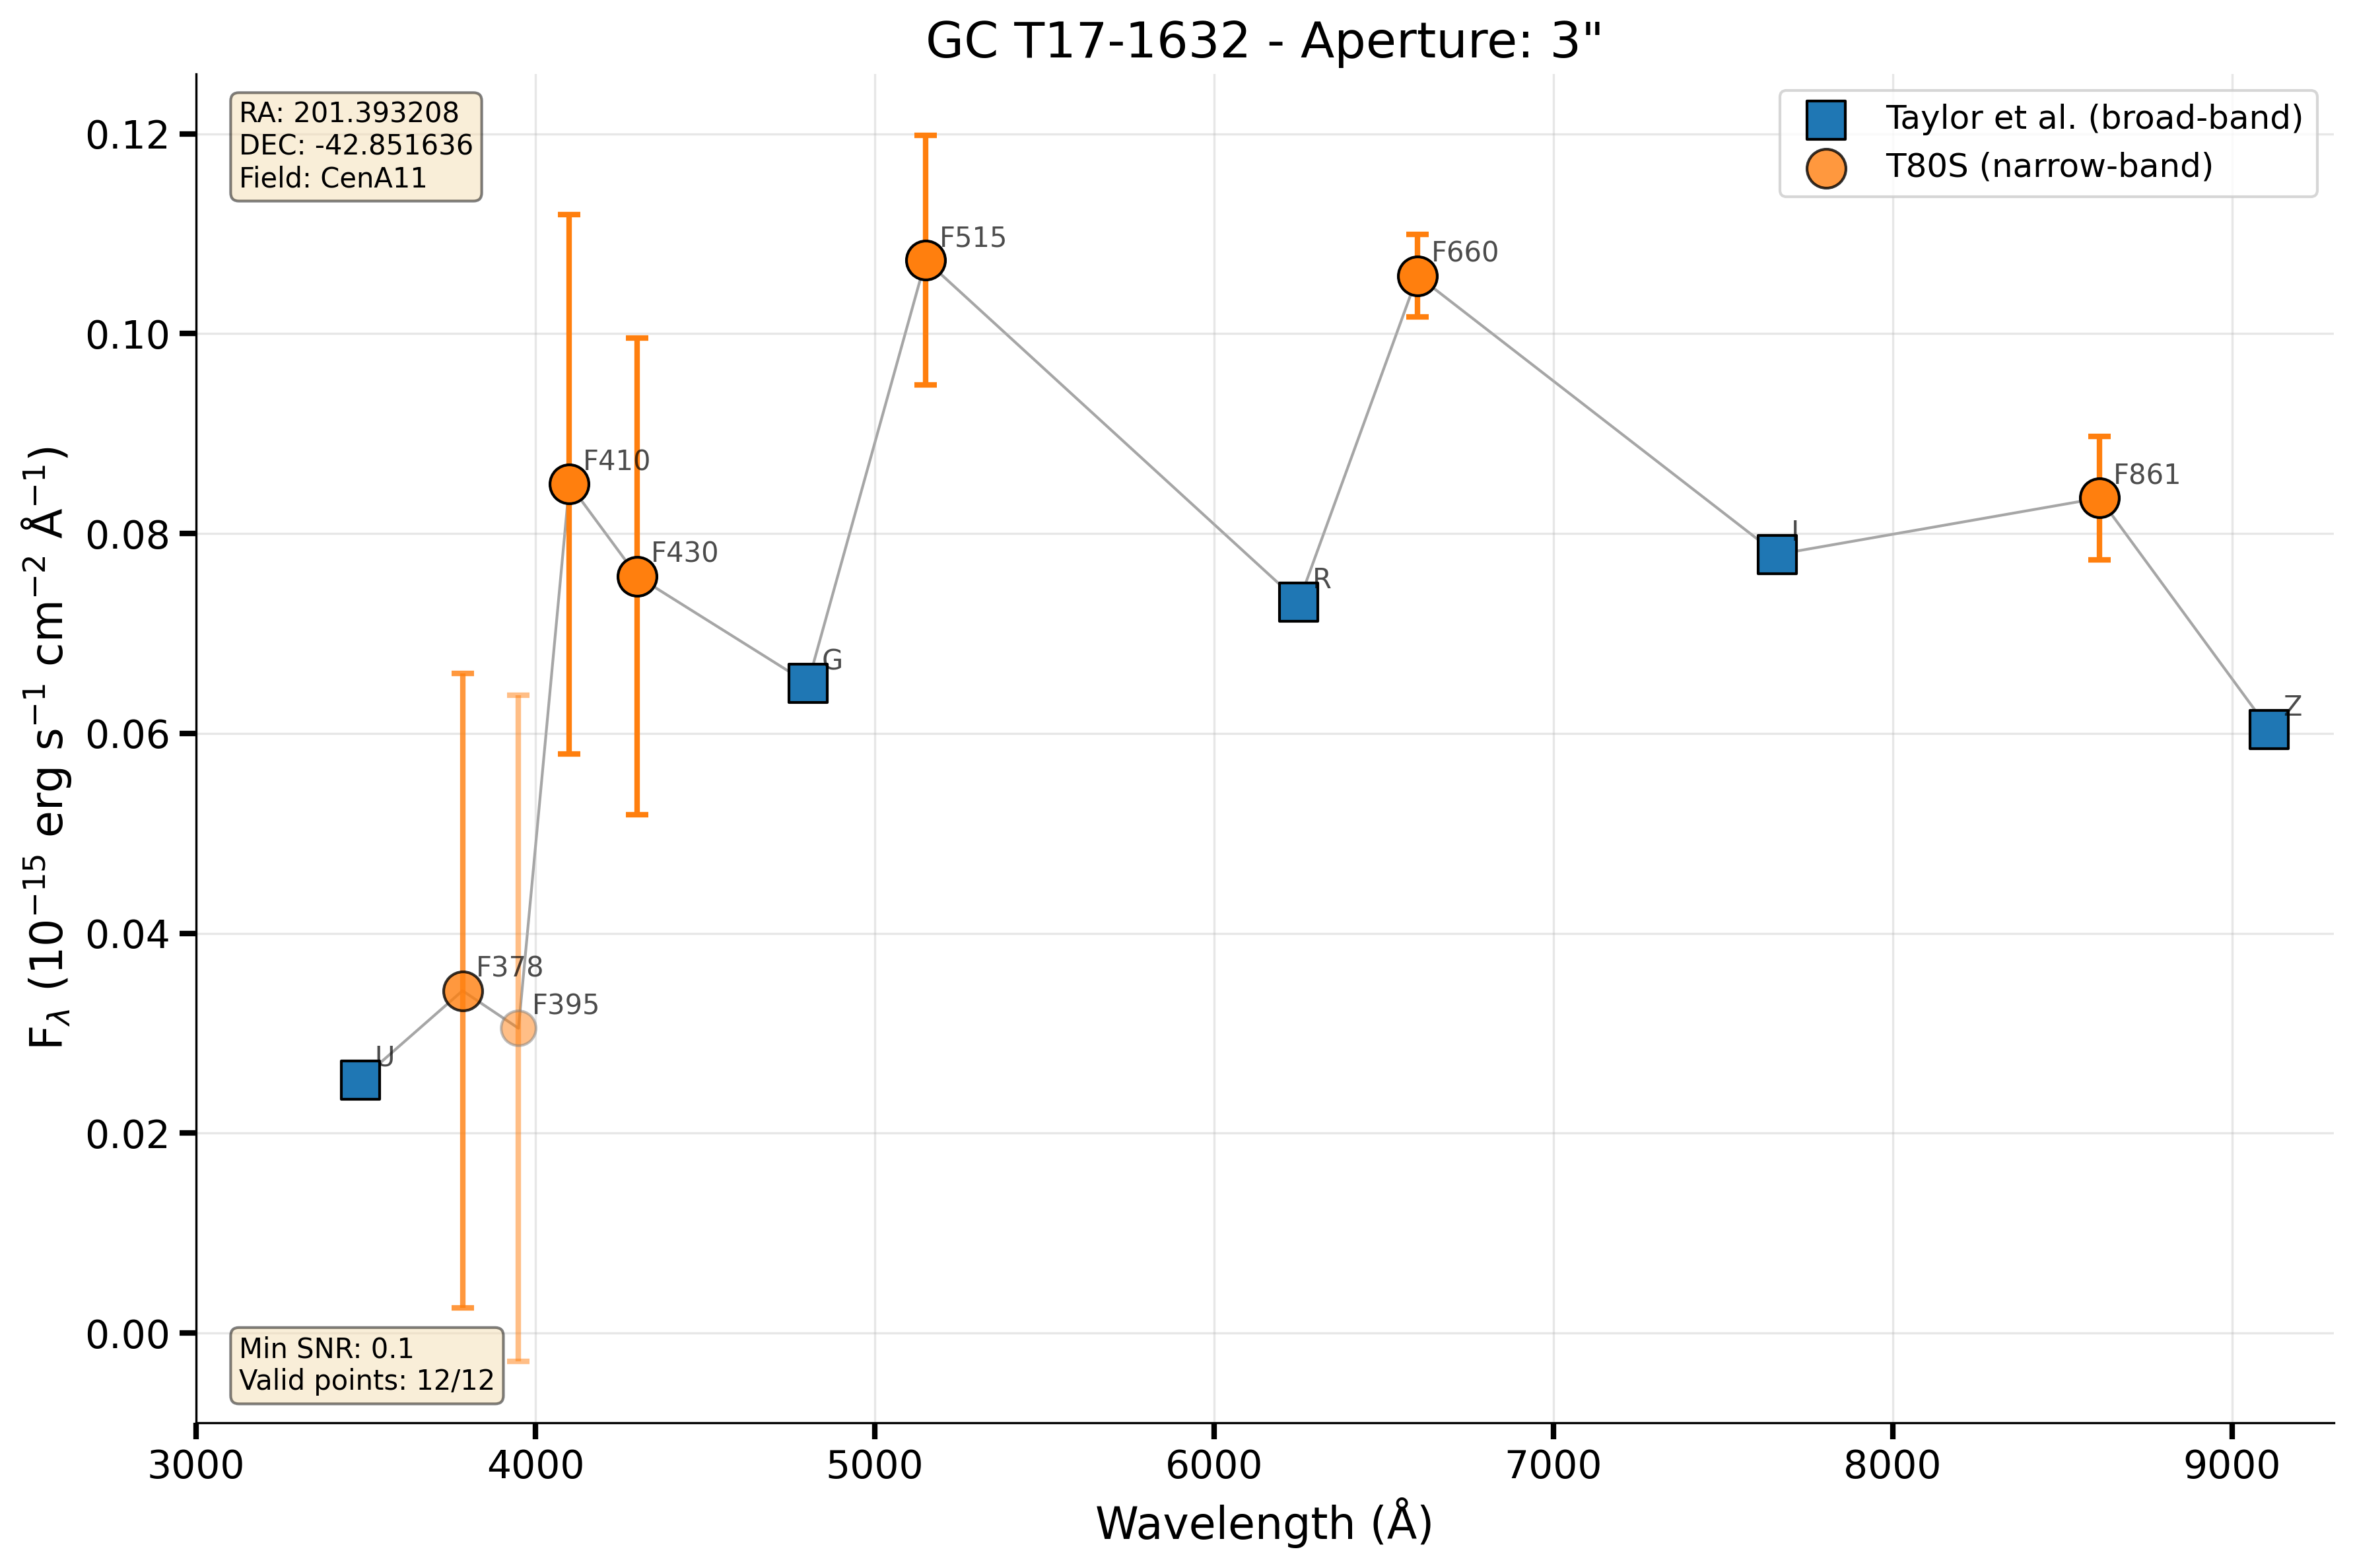 GC T17-1632 - Aperture: 3"
RA: 201.393208
DEC: -42.851636
Field: CenA11
Taylor et al. (broad-band)
T80S (narrow-band)
0.12
0.10
0.08
0.06
0.04
0.02
0.00
F515
F660
F410
F861
F430
I
R
G
Z
F378
F395
U
Min SNR: 0.1
Valid points: 12/12
3000 4000 5000 6000 7000 8000 9000
Wavelength (Å)
F_λ (10⁻¹⁵ erg s⁻¹ cm⁻² Å⁻¹)